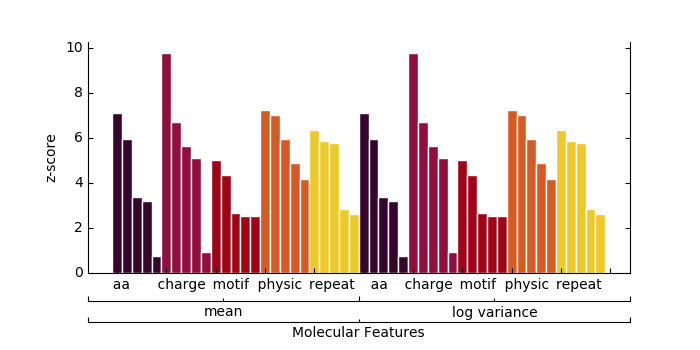 10
8
6
4
2
0
z-score
aa charge motif physic repeat aa charge motif physic repeat
mean log variance
Molecular Features